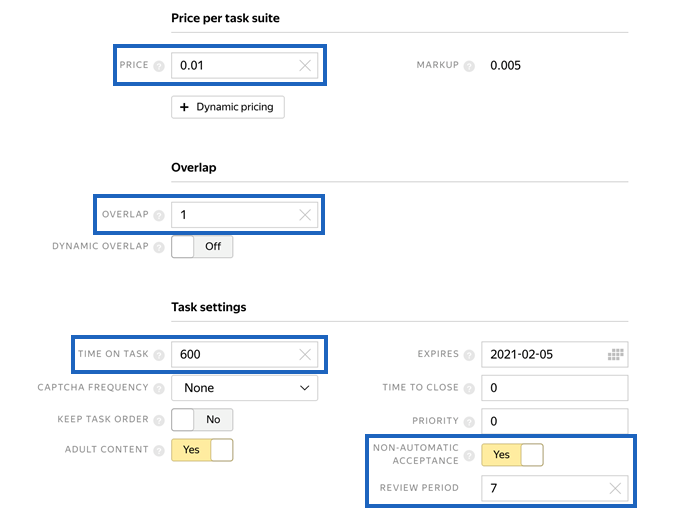 Price per task suite
PRICE ? 0.01
MARKUP ? 0.005
+ Dynamic pricing
Overlap
OVERLAP ? 1
DYNAMIC OVERLAP ? Off
Task settings
TIME ON TASK ? 600
EXPIRES ? 2021-02-05
CAPTCHA FREQUENCY ? None
TIME TO CLOSE ? 0
KEEP TASK ORDER ? No
PRIORITY ? 0
ADULT CONTENT ? Yes
NON-AUTOMATIC
ACCEPTANCE ? Yes
REVIEW PERIOD 7